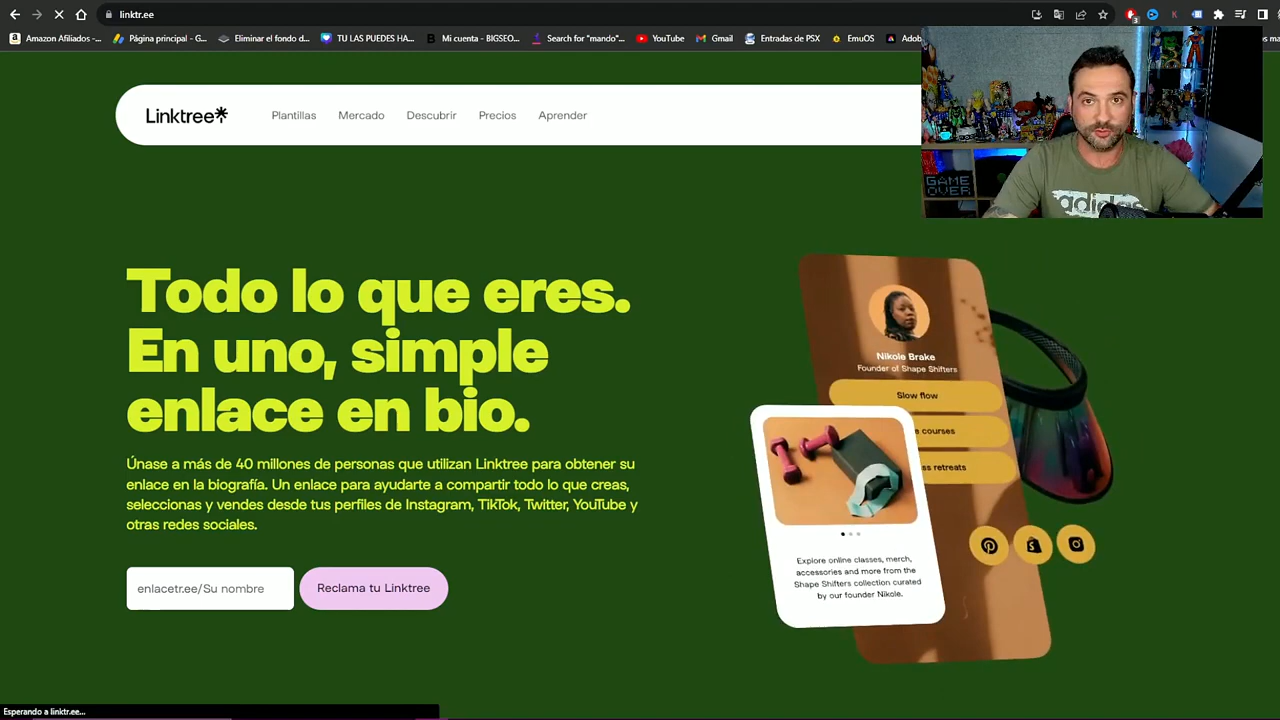 linktr.ee
Amazon Afiliados -...
Página principal - G...
Eliminar el fondo d...
TU LAS PUEDES HA...
Mi cuenta - BIGSEO...
Search for "mando"...
YouTube
Gmail
Entradas de PSX
EmuOS
Adob
Linktree
Plantillas
Mercado
Descubrir
Precios
Aprender
GAME
OVER
adidas
Todo lo que eres.
En uno, simple
enlace en bio.
Únase a más de 40 millones de personas que utilizan Linktree para obtener su
enlace en la biografía. Un enlace para ayudarte a compartir todo lo que creas,
seleccionas y vendes desde tus perfiles de Instagram, TikTok, Twitter, YouTube y
otras redes sociales.
enlacetr.ee/Su nombre
Reclama tu Linktree
Nikole Brake
Founder of Shape Shifters
Slow flow
e courses
ss retreats
Explore online classes, merch,
accessories and more from the
Shape Shifters collection curated
by our founder Nikole.
Esperando a linktr.ee...